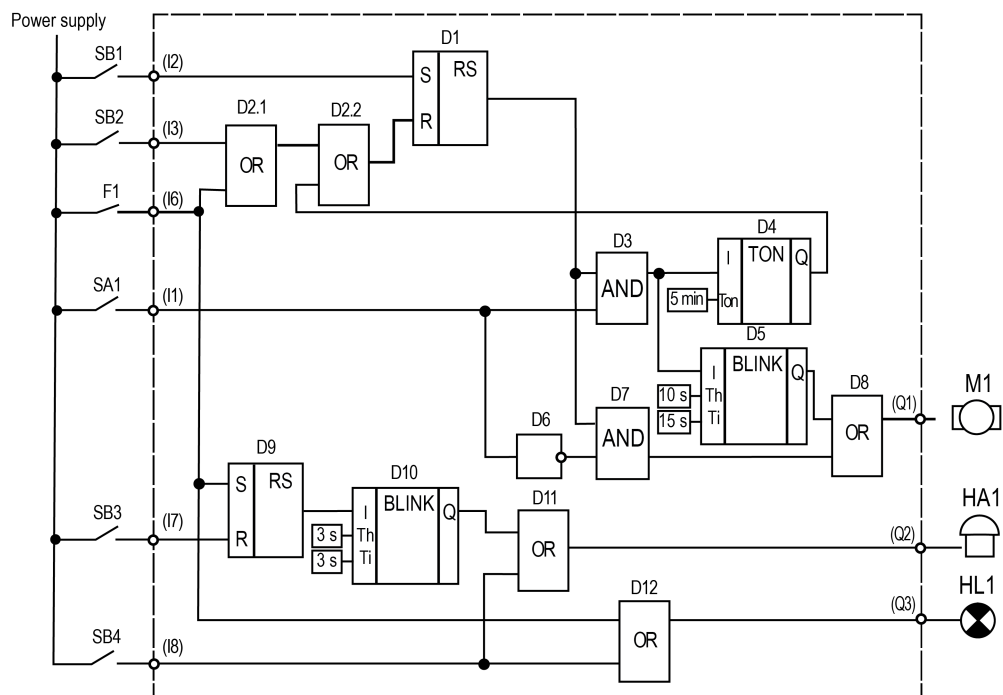 Power supply
SB1
(I2)
D1
S
RS
R
SB2
(I3)
D2.1
OR
D2.2
OR
F1
(I6)
D3
AND
D4
I
TON
Q
5 min
Ton
SA1
(I1)
D5
I
BLINK
Q
10 s
Th
15 s
Ti
D6
D7
AND
D8
OR
(Q1)
M1
D9
S
RS
R
D10
I
BLINK
Q
3 s
Th
3 s
Ti
D11
OR
(Q2)
HA1
SB3
(I7)
D12
OR
(Q3)
HL1
SB4
(I8)